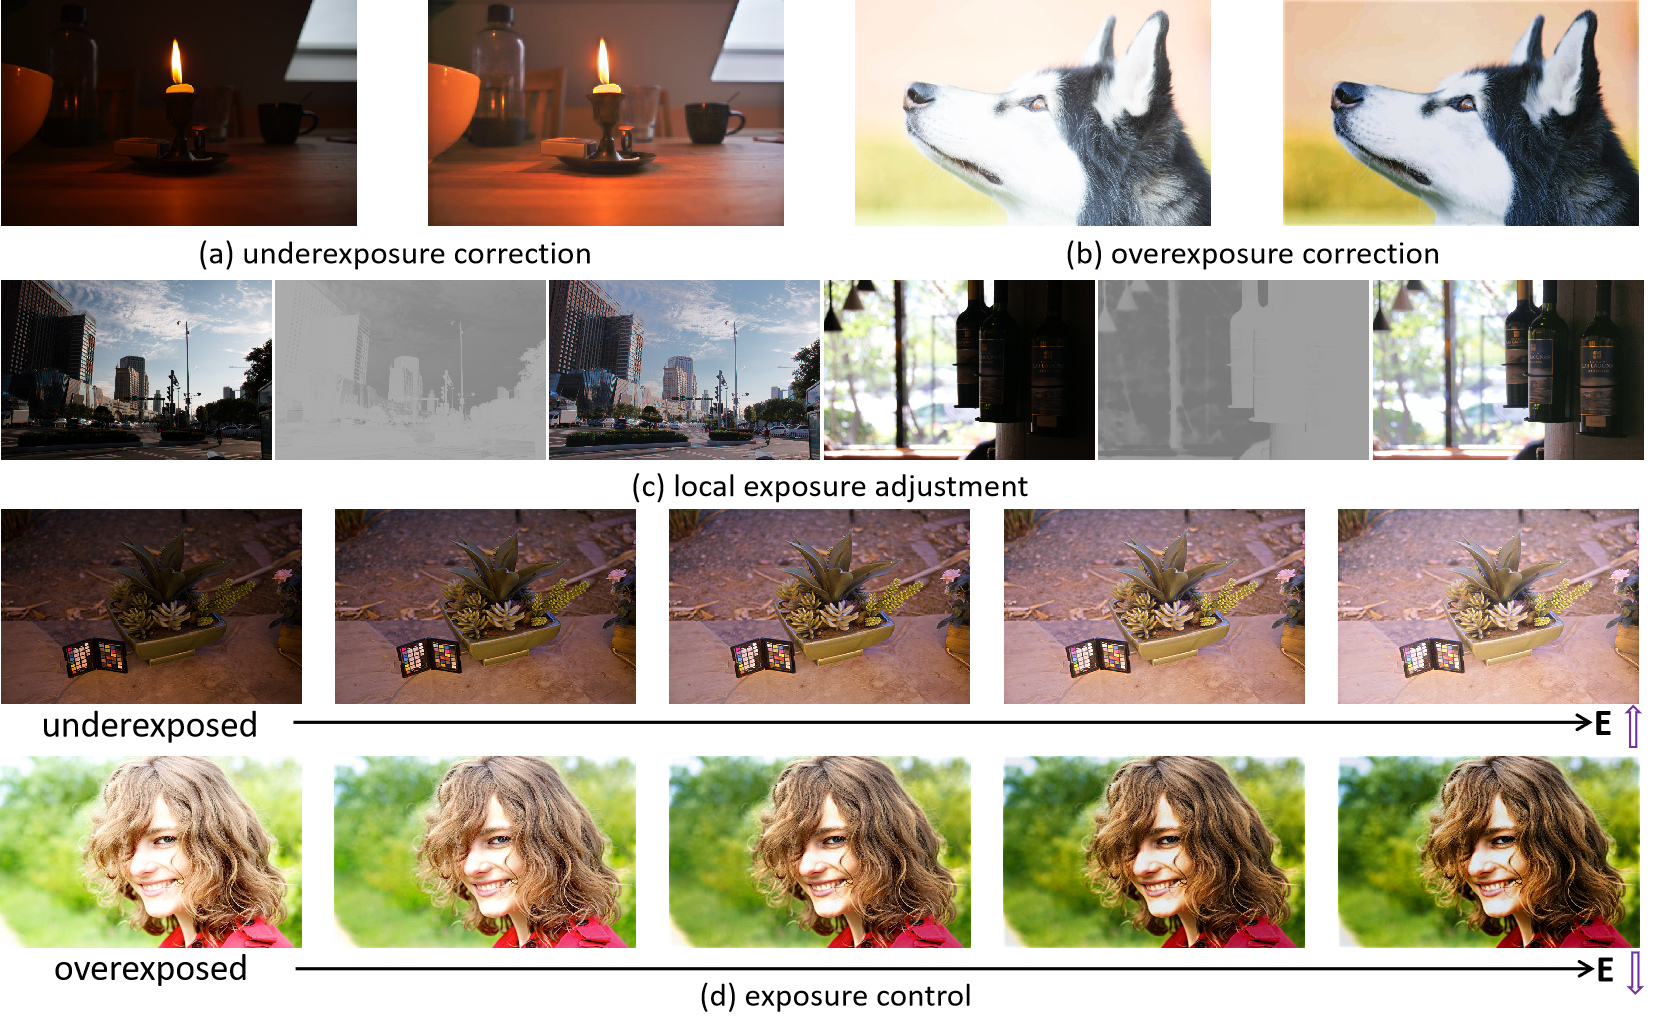 (a) underexposure correction
(b) overexposure correction
(c) local exposure adjustment
underexposed
E
overexposed
E
(d) exposure control